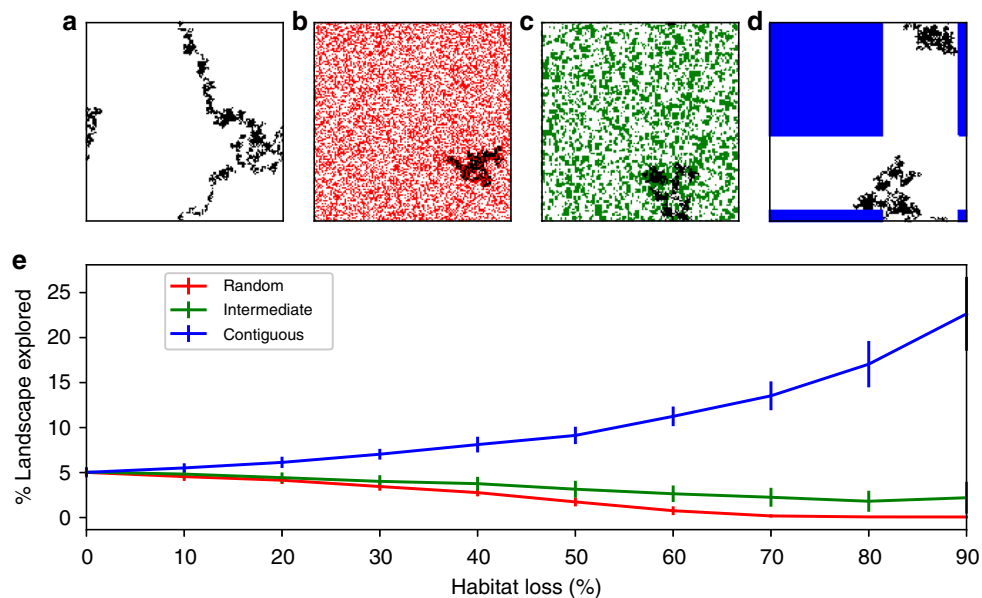 a b c d
e
% Landscape explored
25
20
15
10
5
0
Random
Intermediate
Contiguous
0 10 20 30 40 50 60 70 80 90
Habitat loss (%)